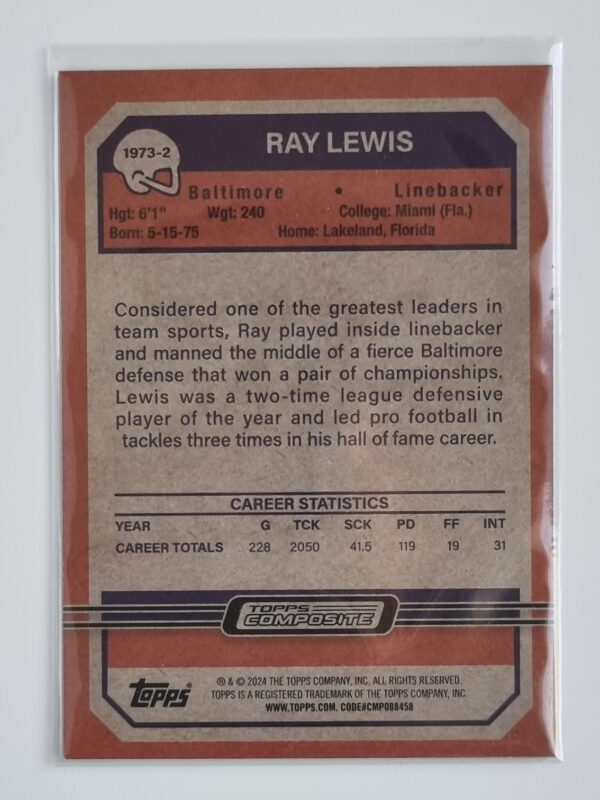 1973-2
RAY LEWIS
Baltimore • Linebacker
Hgt: 6'1" Wgt: 240 College: Miami (Fla.)
Born: 5-15-75 Home: Lakeland, Florida
Considered one of the greatest leaders in
team sports, Ray played inside linebacker
and manned the middle of a fierce Baltimore
defense that won a pair of championships.
Lewis was a two-time league defensive
player of the year and led pro football in
tackles three times in his hall of fame career.
CAREER STATISTICS
YEAR G TCK SCK PD FF INT
CAREER TOTALS 228 2050 41.5 119 19 31
TOPPS
COMPOSITE
Topps
® & © 2024 THE TOPPS COMPANY, INC. ALL RIGHTS RESERVED.
TOPPS IS A REGISTERED TRADEMARK OF THE TOPPS COMPANY, INC.
WWW.TOPPS.COM. CODE#CMP088458